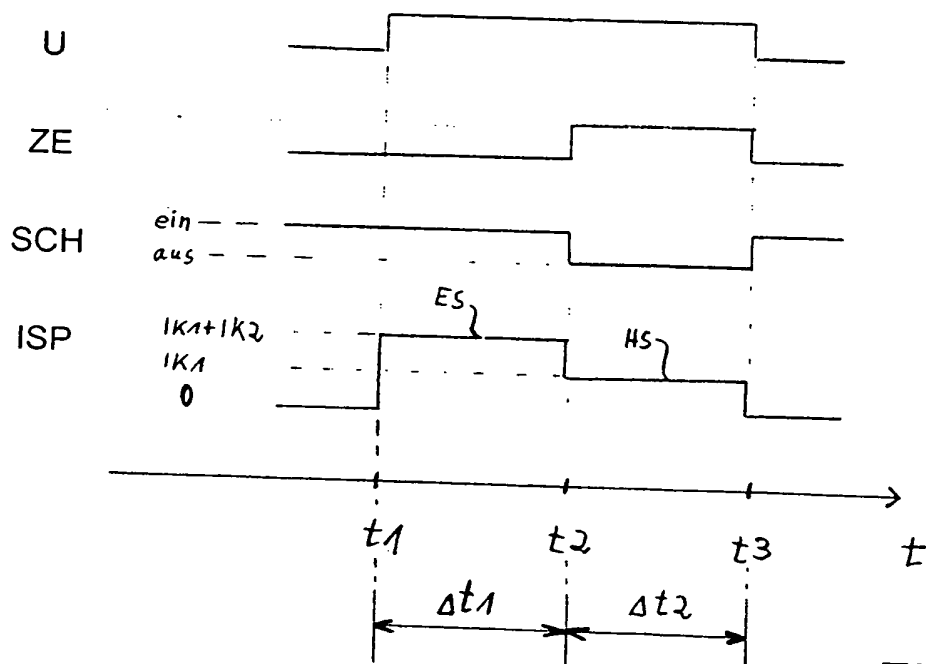 U
ZE
SCH
ein
aus
ISP
IK1+IK2
IK1
0
ES
HS
t1
t2
t3
t
Δt1
Δt2